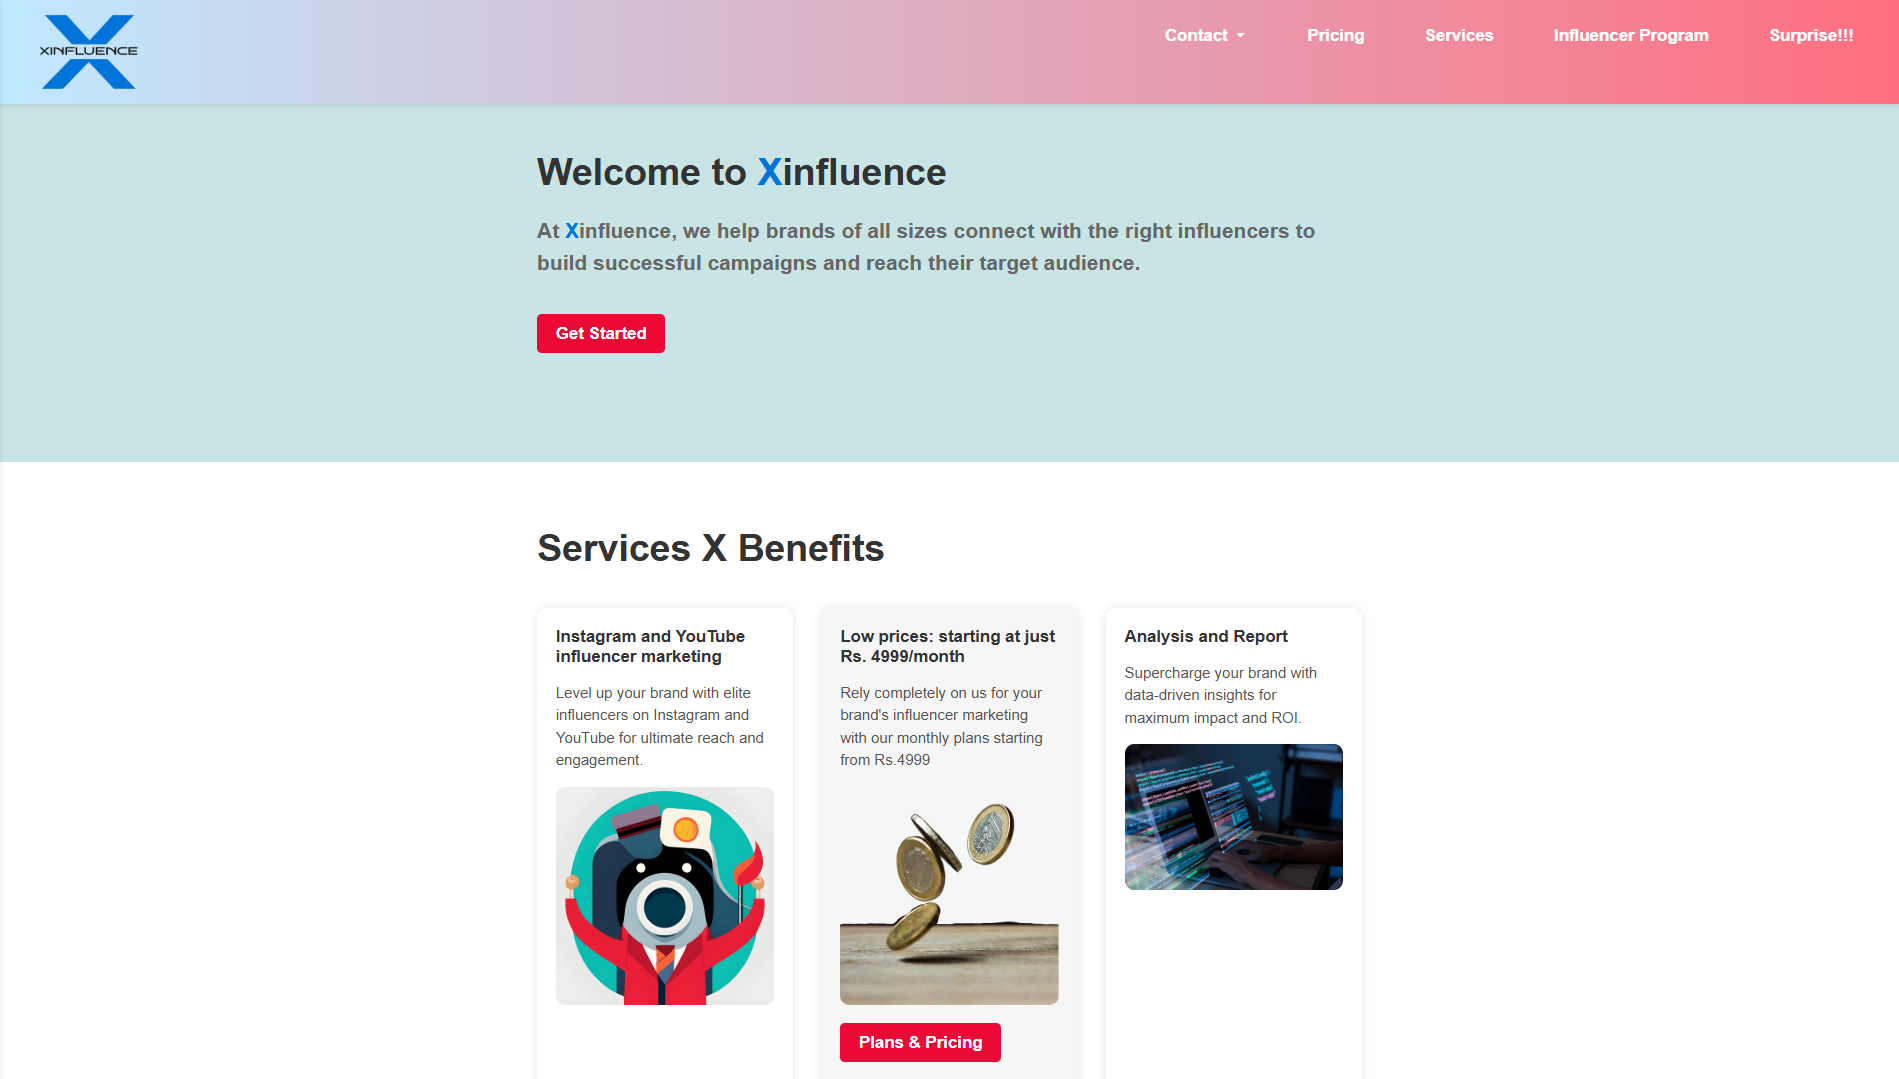 XINFLUENCE
Contact
Pricing
Services
Influencer Program
Surprise!!!
Welcome to Xinfluence
At Xinfluence, we help brands of all sizes connect with the right influencers to
build successful campaigns and reach their target audience.
Get Started
Services X Benefits
Instagram and YouTube
influencer marketing
Level up your brand with elite
influencers on Instagram and
YouTube for ultimate reach and
engagement.
Low prices: starting at just
Rs. 4999/month
Rely completely on us for your
brand's influencer marketing
with our monthly plans starting
from Rs.4999
Plans & Pricing
Analysis and Report
Supercharge your brand with
data-driven insights for
maximum impact and ROI.